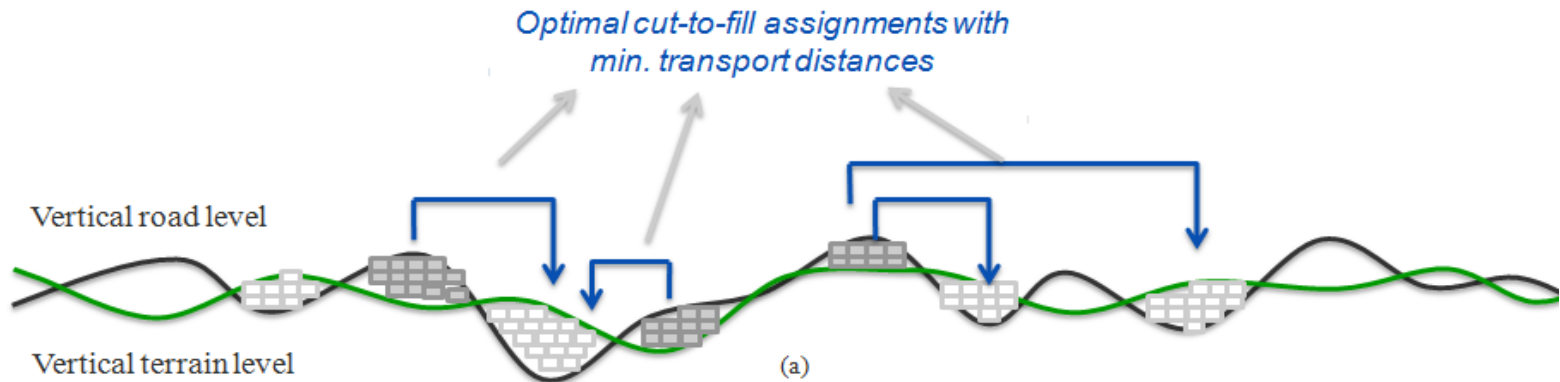 Optimal cut-to-fill assignments with
min. transport distances
Vertical road level
Vertical terrain level
(a)